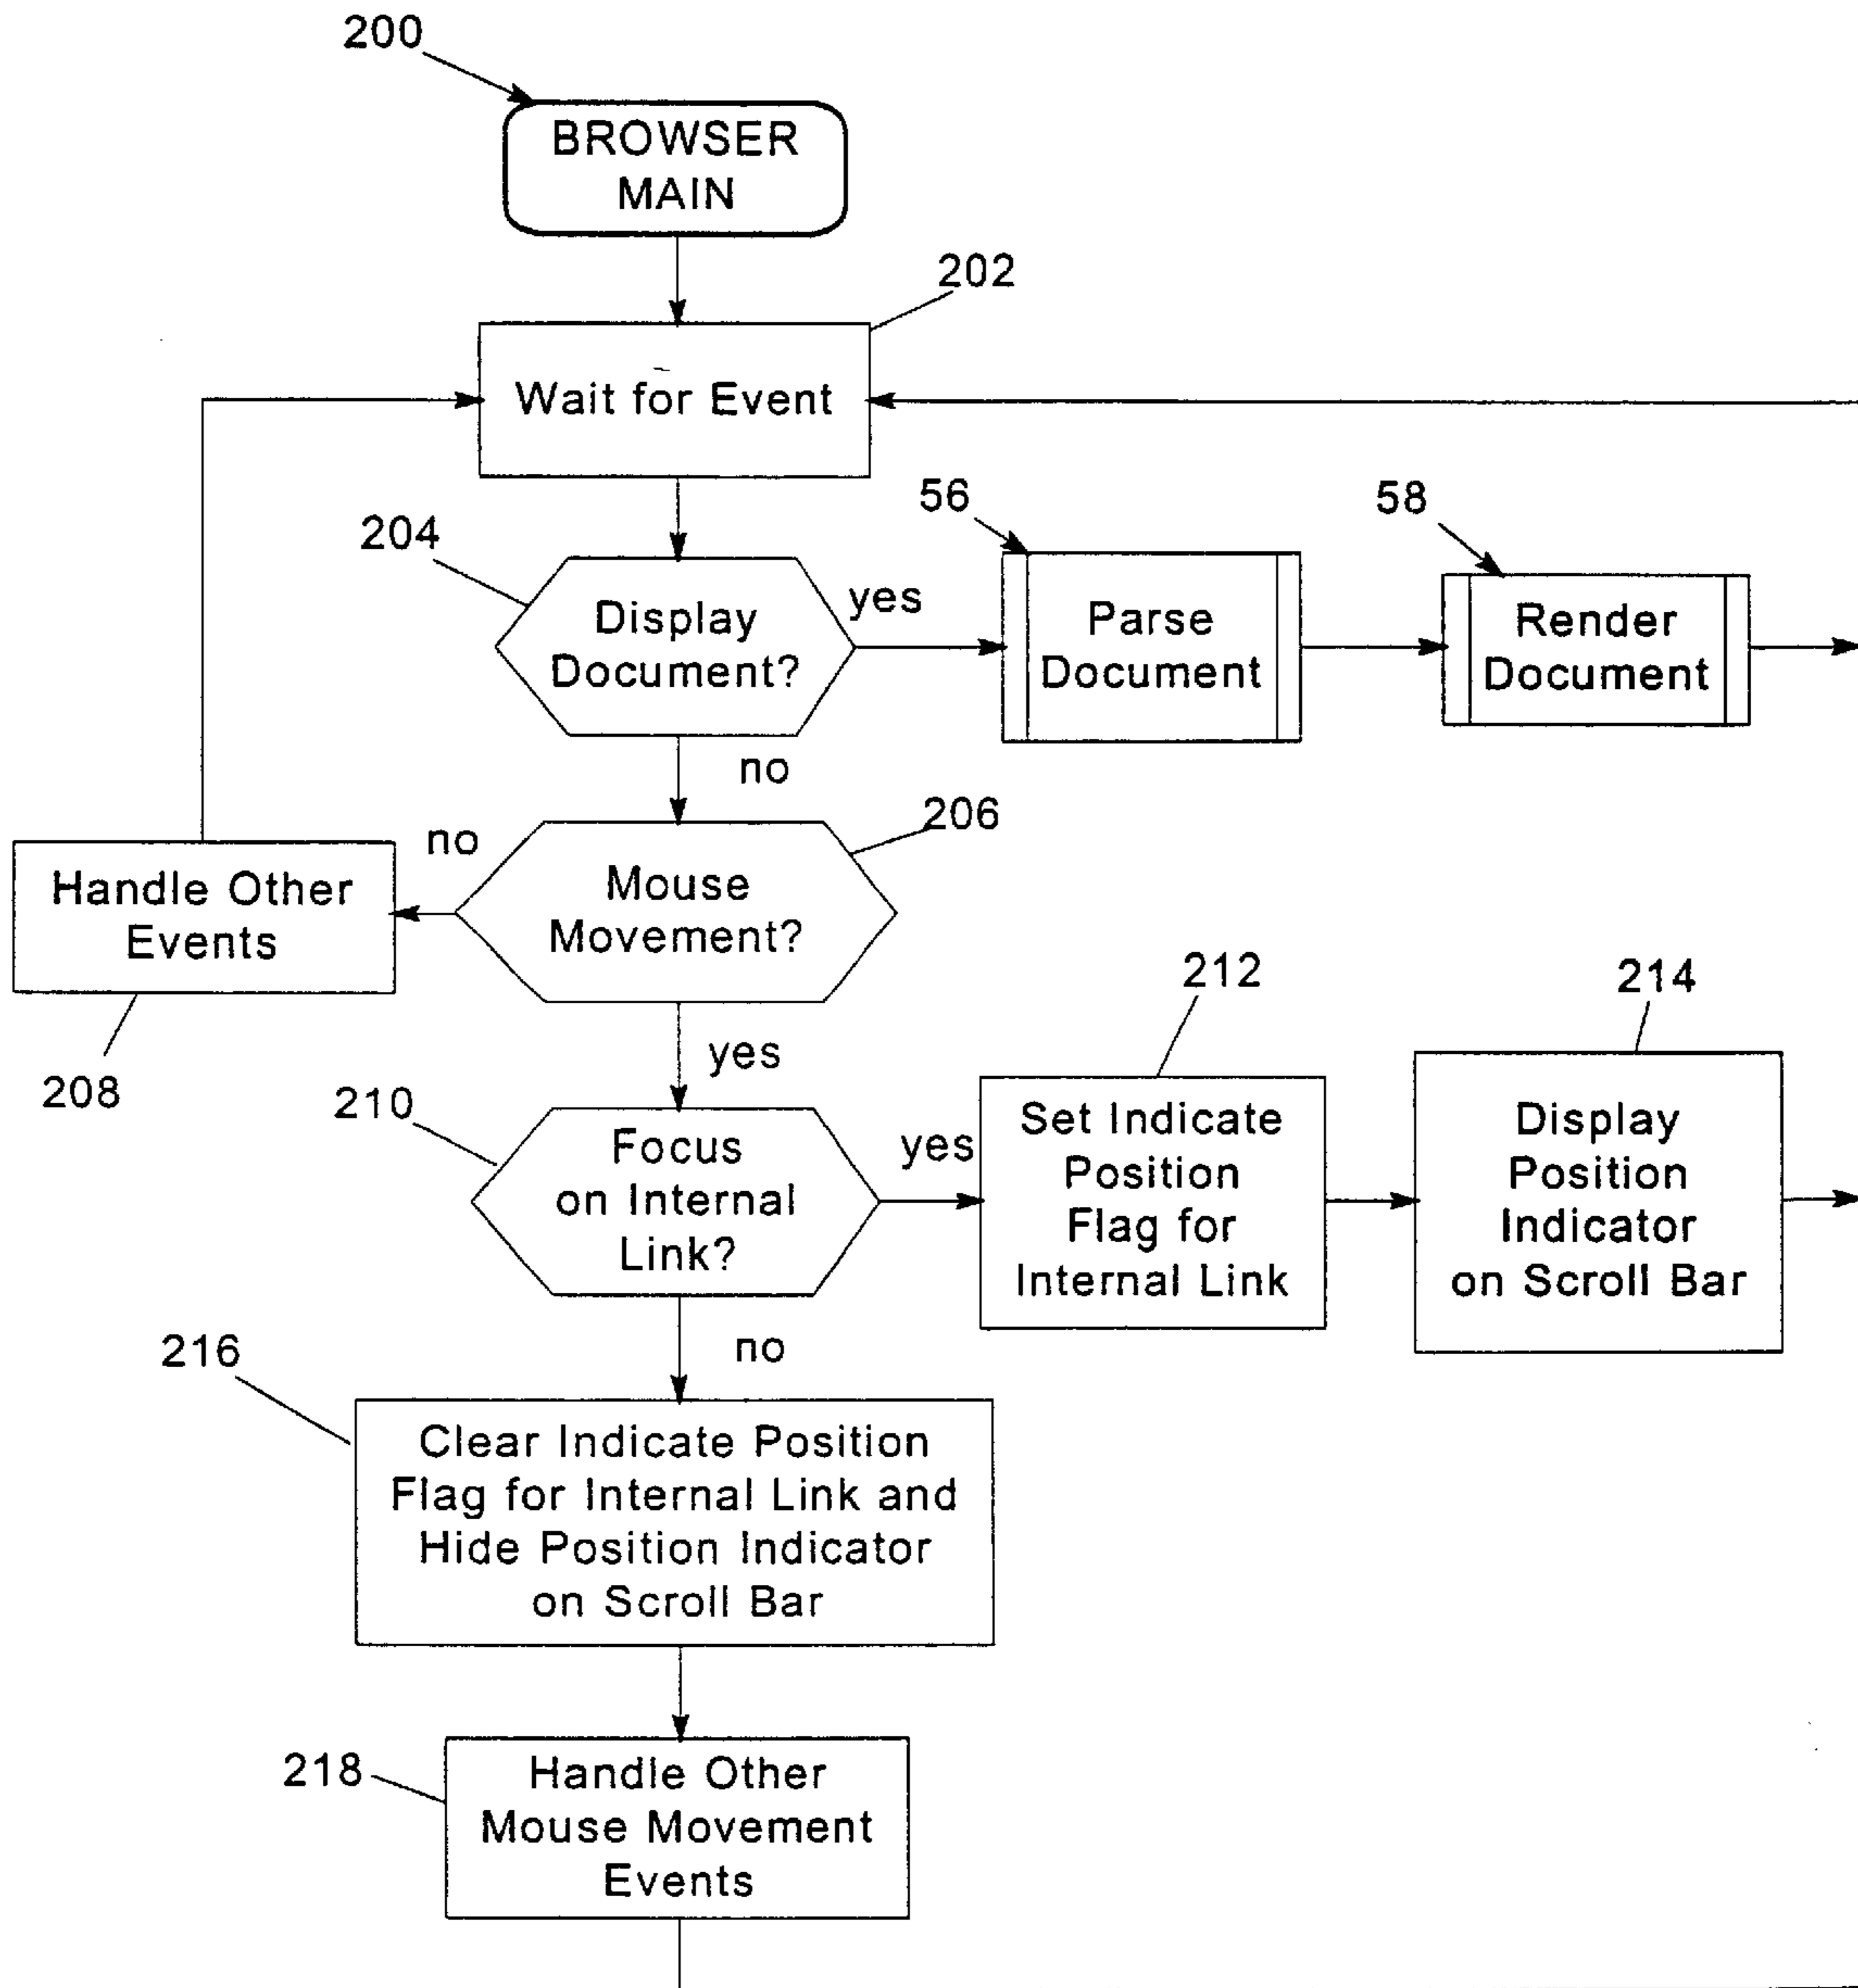 200
BROWSER
MAIN
202
Wait for Event
204
Display
Document?
yes
56
Parse
Document
58
Render
Document
no
206
Mouse
Movement?
no
Handle Other
Events
208
yes
210
Focus
on Internal
Link?
yes
212
Set Indicate
Position
Flag for
Internal Link
214
Display
Position
Indicator
on Scroll Bar
no
216
Clear Indicate Position
Flag for Internal Link and
Hide Position Indicator
on Scroll Bar
218
Handle Other
Mouse Movement
Events